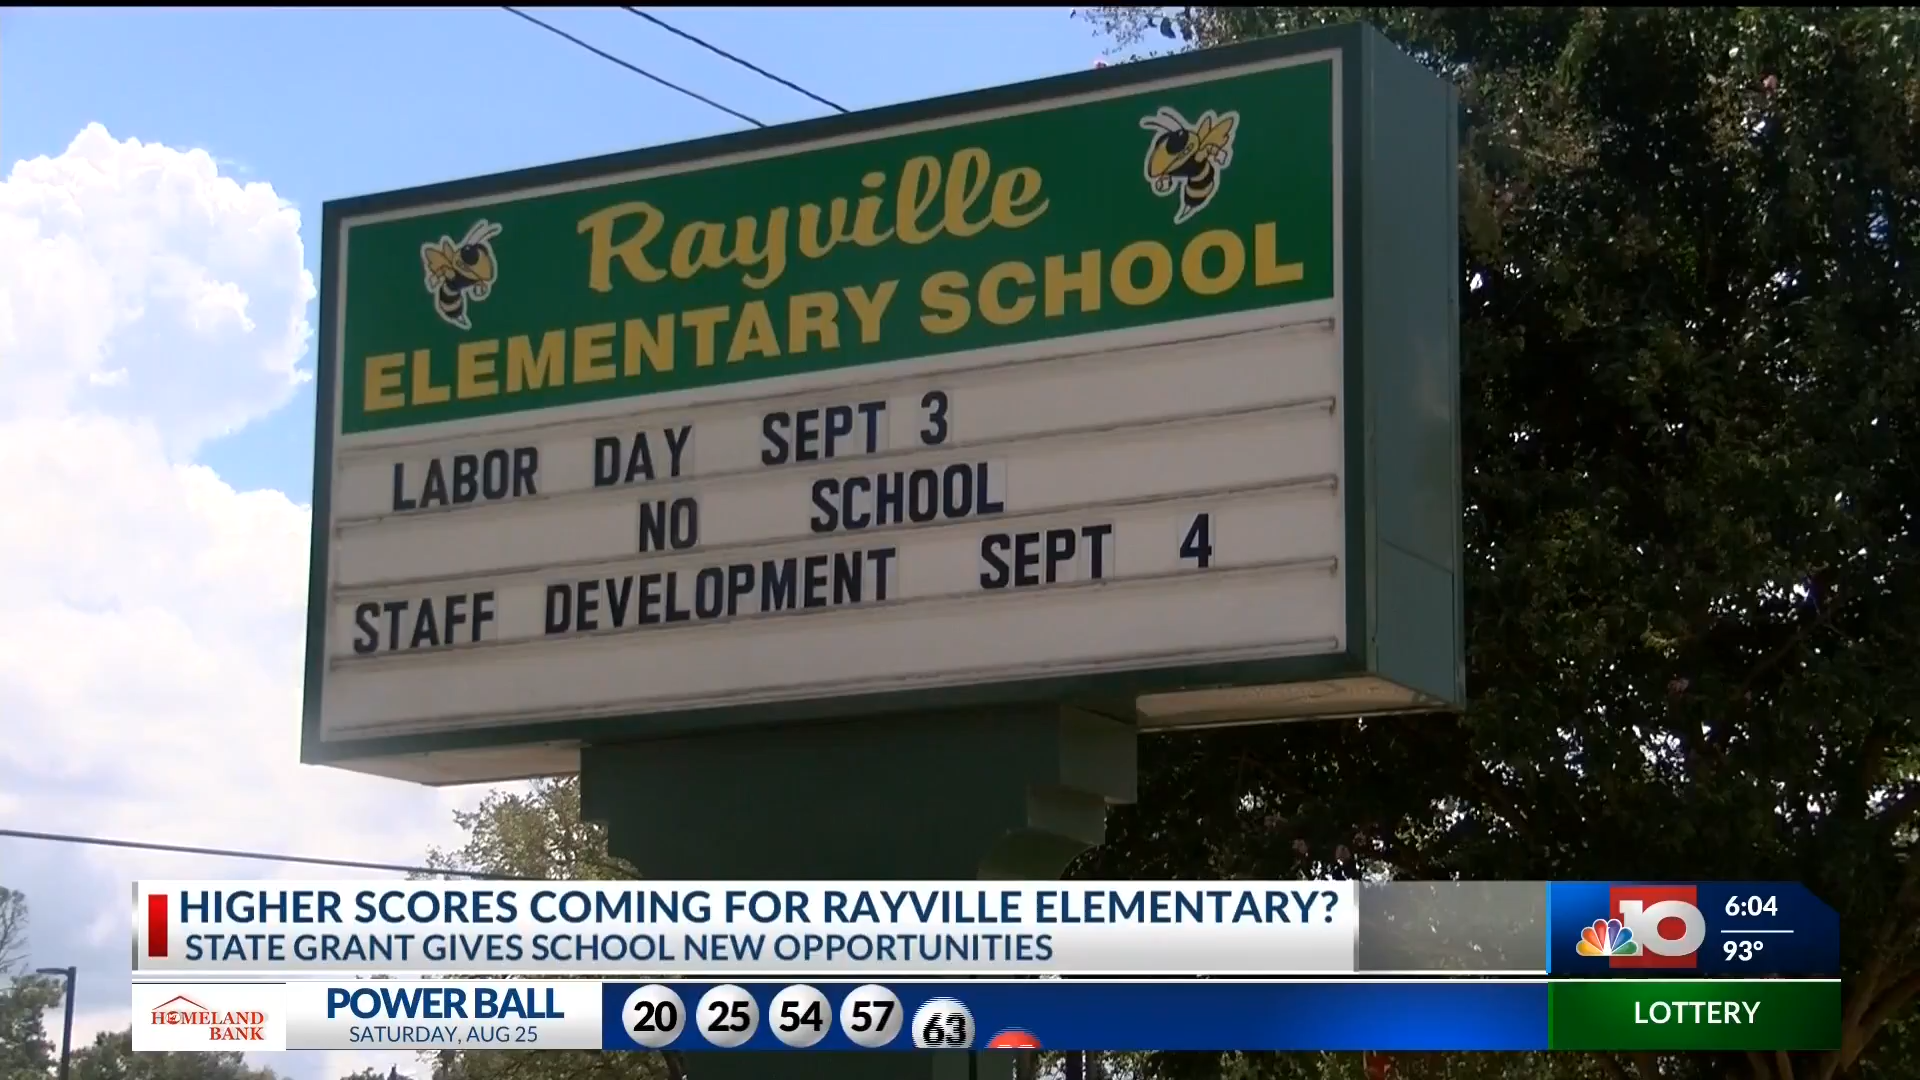 Rayville
ELEMENTARY SCHOOL
LABOR DAY SEPT 3
NO SCHOOL
STAFF DEVELOPMENT SEPT 4
HIGHER SCORES COMING FOR RAYVILLE ELEMENTARY?
STATE GRANT GIVES SCHOOL NEW OPPORTUNITIES
10
6:04
93°
HOMELAND
BANK
POWER BALL
SATURDAY, AUG 25
20 25 54 57 63
LOTTERY